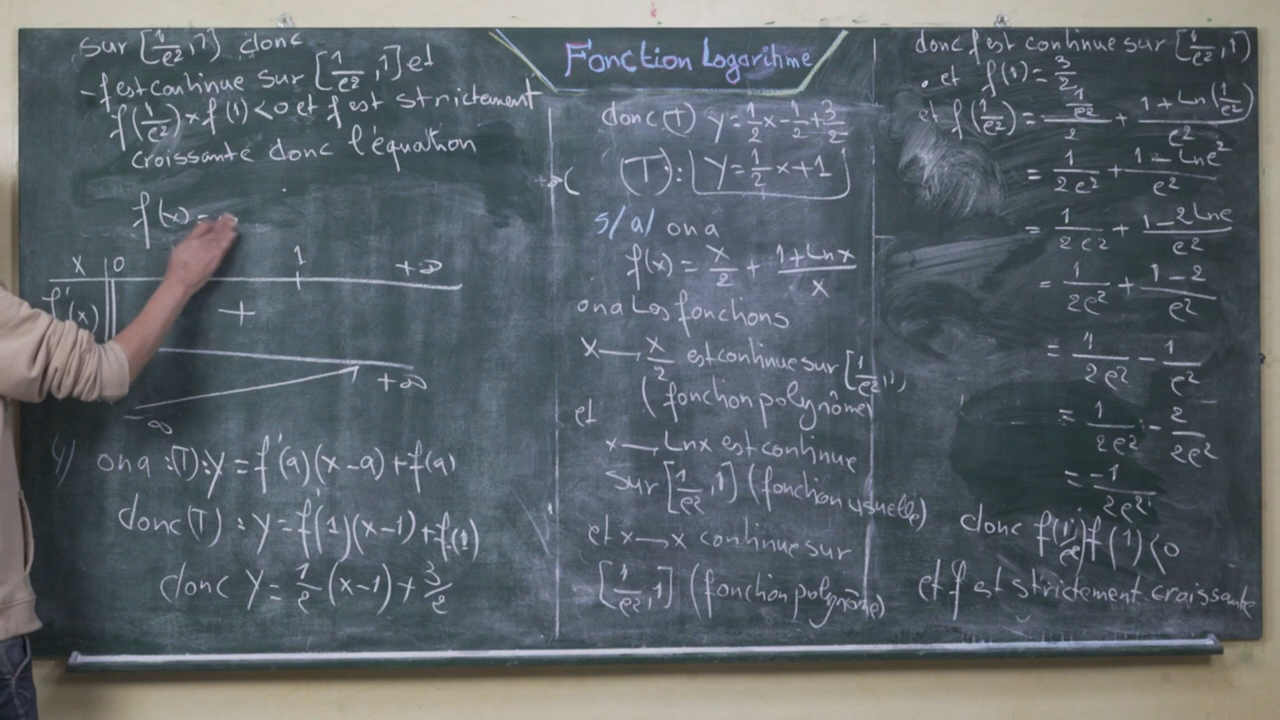 Sur [1/e², 1] donc
- f est continue sur [1/e², 1] et
f(1/e²) × f(1) < 0 et f est strictement
croissante donc l'équation
f(x) = 0
x 0 1 +∞
f'(x) +
+∞
-∞
4) on a : (T) : y = f'(a)(x - a) + f(a)
donc (T) : y = f'(1)(x-1) + f(1)
donc y = 1/2 (x-1) + 3/2
Fonction Logarithme
donc (T) y = 1/2 x - 1/2 + 3/2
(T) : y = 1/2 x + 1
5/ a/ on a
f(x) = x/2 + (1+Ln x)/x
on a Les fonctions
x → x/2 est continue sur [1/e², 1]
(fonction polynôme)
et
x → Ln x est continue
sur [1/e², 1] (fonction usuelle)
et x → x continue sur
[1/e², 1] (fonction polynôme)
donc f est continue sur [1/e², 1]
. et f(1) = 3/2
et f(1/e²) = (1/e²)/2 + (1 + Ln(1/e²))/e²
= 1/2e² + (1 - Ln e²)/e²
= 1/2e² + (1 - 2 Ln e)/e²
= 1/2e² + (1 - 2)/e²
= 1/2e² - 1/e²
= 1/2e² - 2/2e²
= -1/2e²
donc f(1/e²) f(1) < 0
et f est strictement croissante